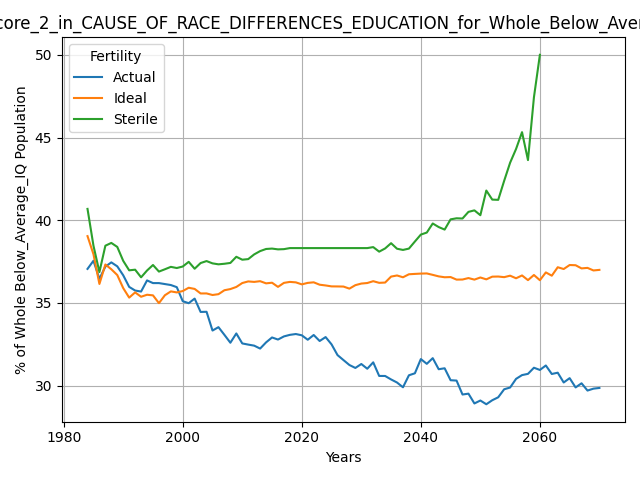 core_2_in_CAUSE_OF_RACE_DIFFERENCES_EDUCATION_for_Whole_Below_Aver
Fertility
Actual
Ideal
Sterile
% of Whole Below_Average_IQ Population
50
45
40
35
30
1980
2000
2020
2040
2060
Years